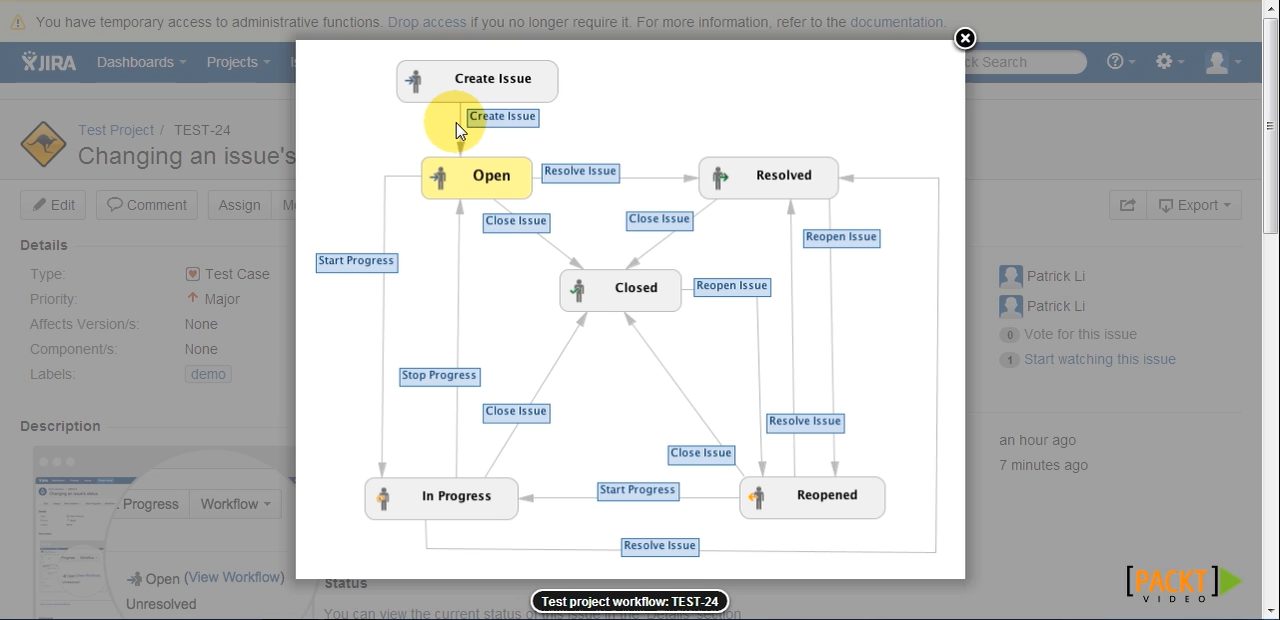 You have temporary access to administrative functions. Drop access if you no longer require it. For more information, refer to the documentation.
JIRA Dashboards Projects
ck Search
Test Project / TEST-24
Changing an issue's
Edit Comment Assign
Export
Details
Type: Test Case
Priority: Major
Affects Version/s: None
Component/s: None
Labels: demo
Description
Progress Workflow
Open (View Workflow)
Unresolved
Status
You can view the current status of this issue in the 'Details' section
Patrick Li
Patrick Li
0 Vote for this issue
1 Start watching this issue
an hour ago
7 minutes ago
Create Issue
Create Issue
Open
Resolve Issue
Resolved
Close Issue
Close Issue
Reopen Issue
Start Progress
Closed
Reopen Issue
Stop Progress
Close Issue
Resolve Issue
Close Issue
In Progress
Start Progress
Reopened
Resolve Issue
Test project workflow: TEST-24
[PACKT]
VIDEO